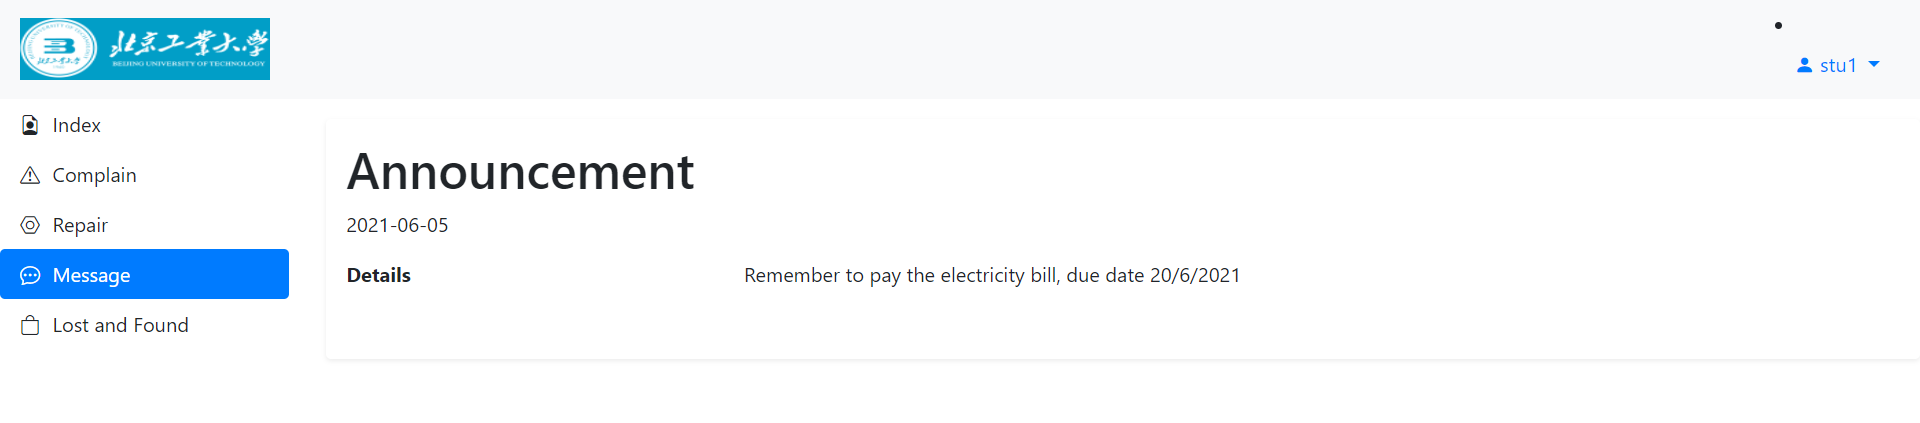 北京工业大学
BEIJING UNIVERSITY OF TECHNOLOGY
stu1
Index
Complain
Repair
Message
Lost and Found
Announcement
2021-06-05
Details Remember to pay the electricity bill, due date 20/6/2021